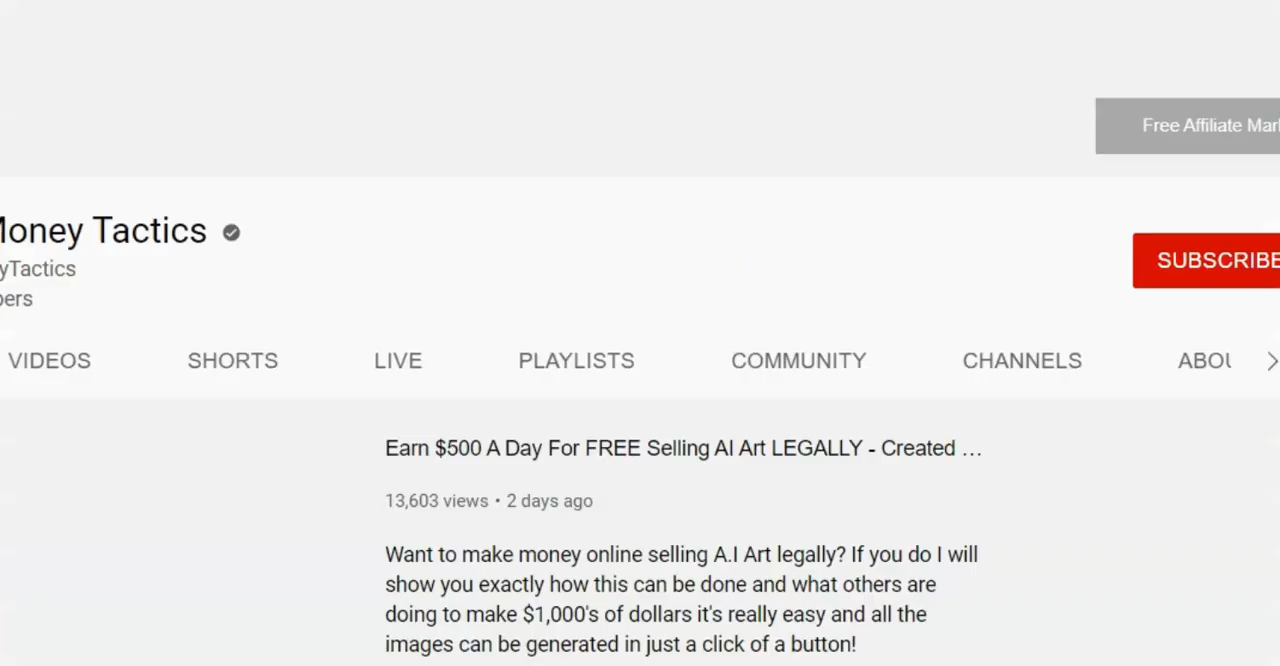 Free Affiliate Mar
Money Tactics
yTactics
bers
SUBSCRIBE
VIDEOS SHORTS LIVE PLAYLISTS COMMUNITY CHANNELS ABOU
Earn $500 A Day For FREE Selling AI Art LEGALLY - Created ...
13,603 views • 2 days ago
Want to make money online selling A.I Art legally? If you do I will
show you exactly how this can be done and what others are
doing to make $1,000's of dollars it's really easy and all the
images can be generated in just a click of a button!